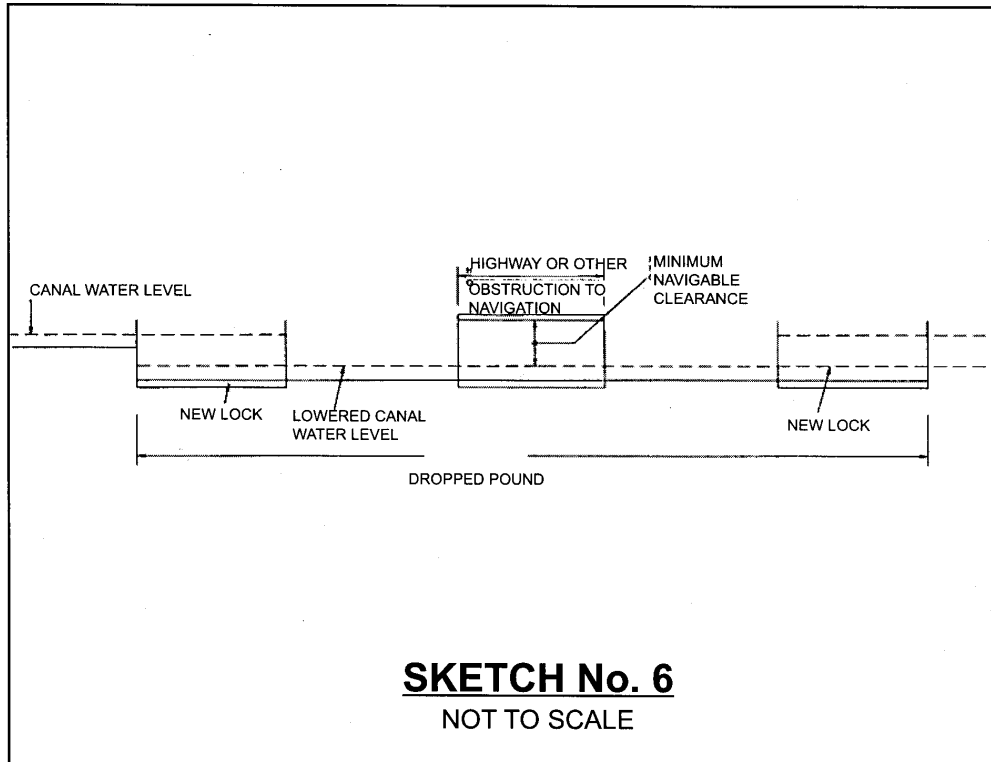 HIGHWAY OR OTHER
OBSTRUCTION TO
NAVIGATION
MINIMUM
NAVIGABLE
CLEARANCE
CANAL WATER LEVEL
NEW LOCK
LOWERED CANAL
WATER LEVEL
NEW LOCK
DROPPED POUND
SKETCH No. 6
NOT TO SCALE